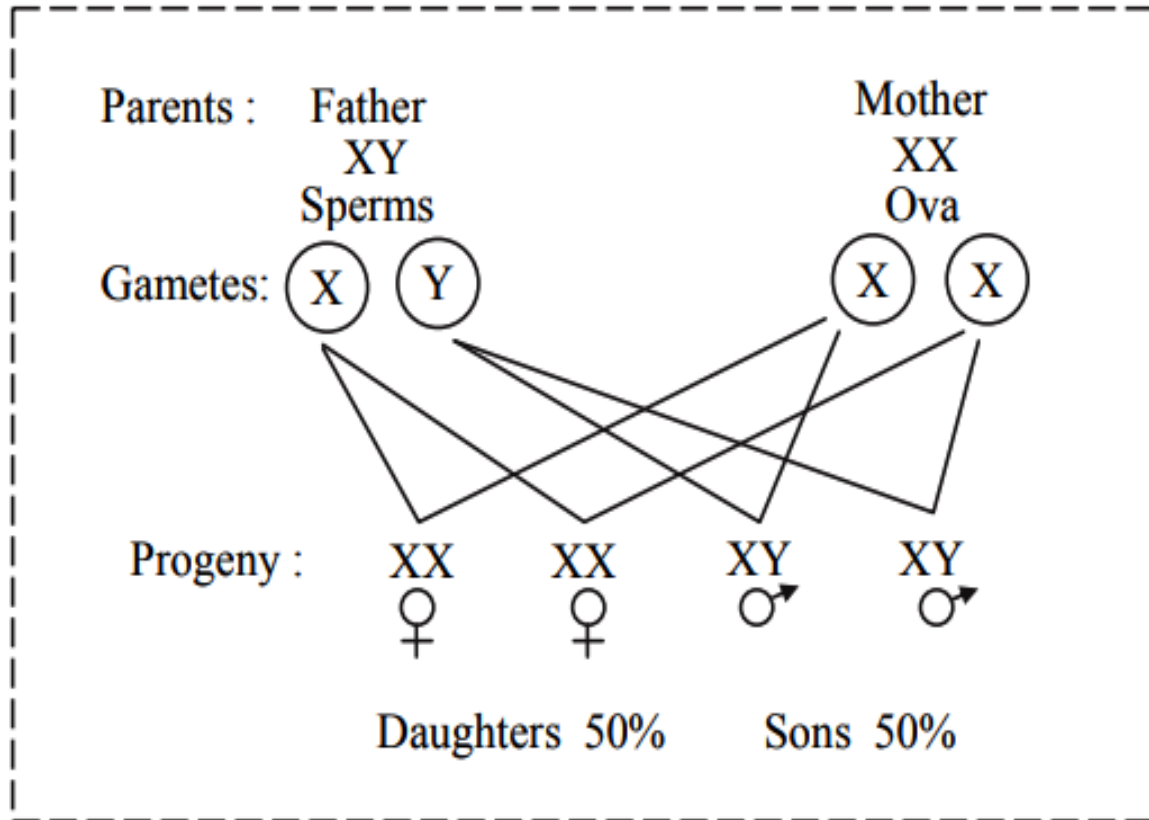 Parents : Father Mother
XY XX
Sperms Ova
Gametes: X Y X X
Progeny : XX XX XY XY
Daughters 50% Sons 50%